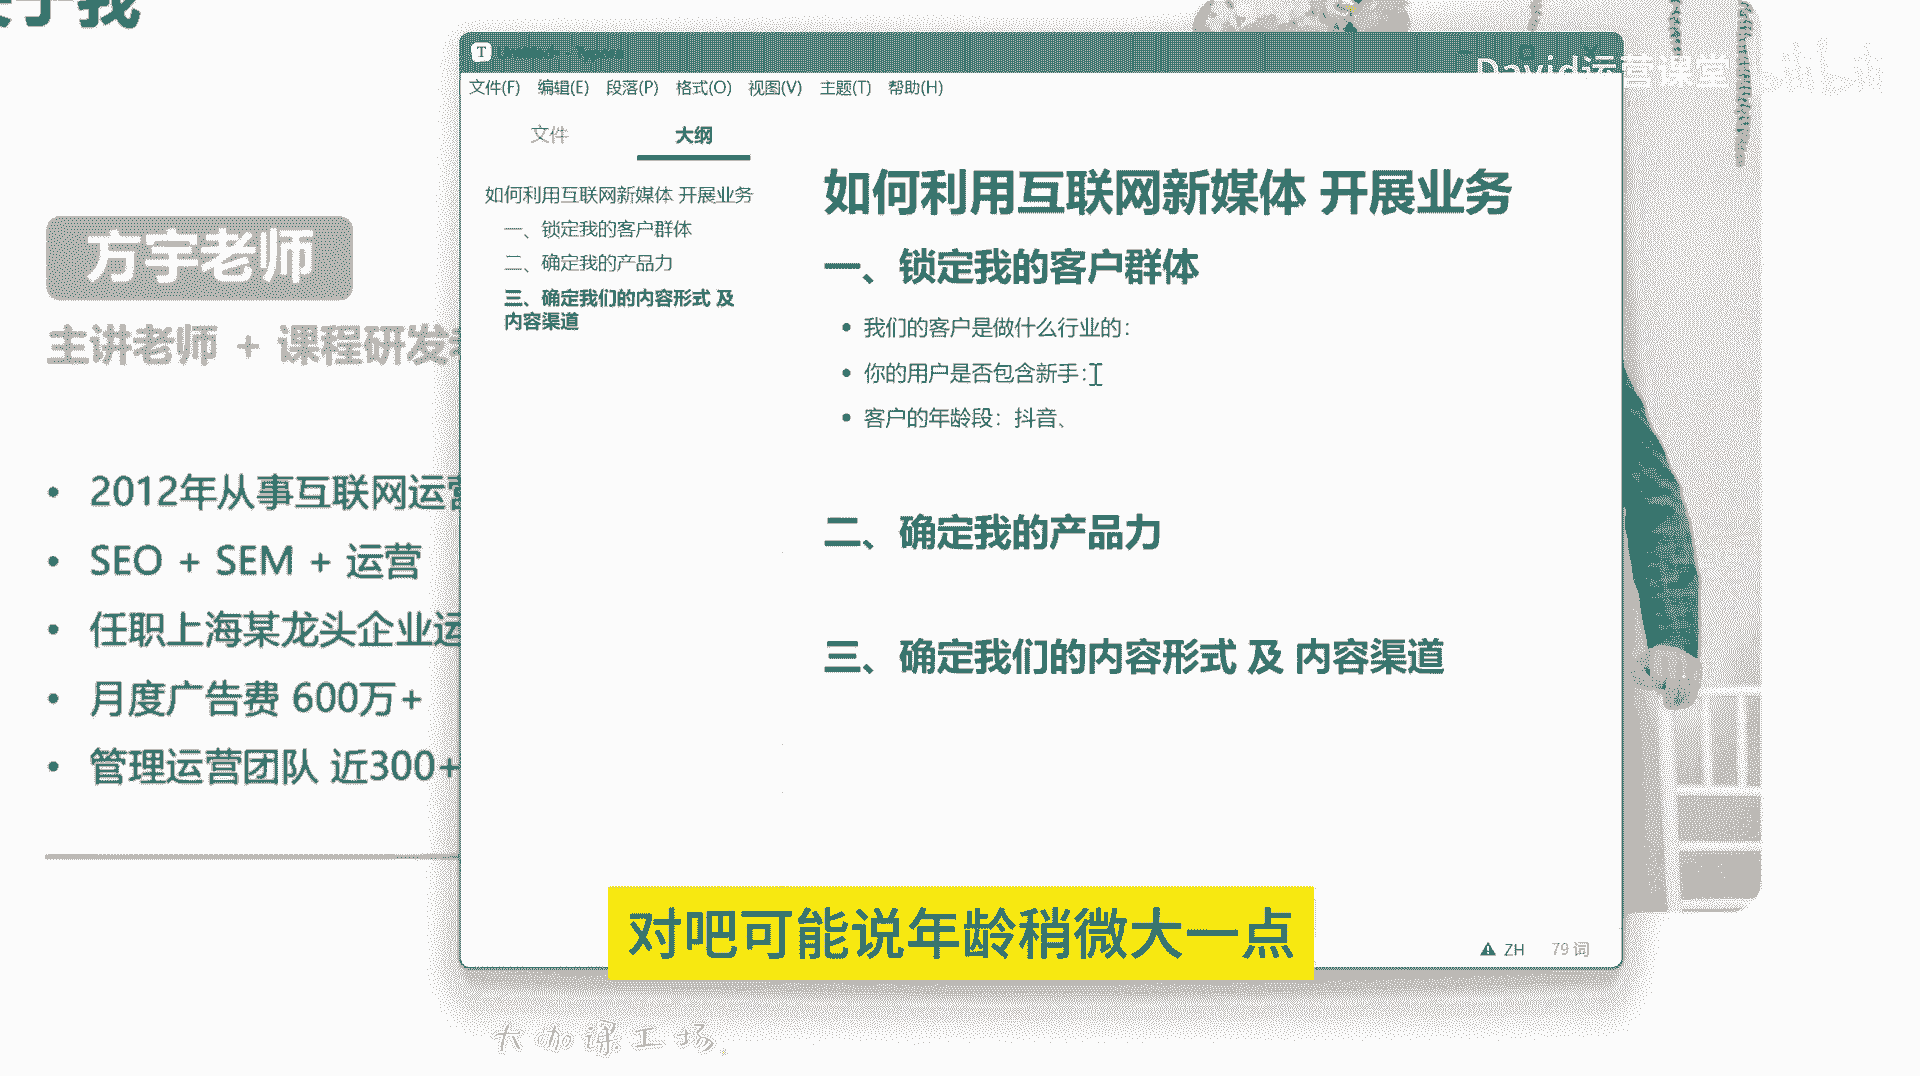 关于我
方宇老师
主讲老师 + 课程研发
• 2012年从事互联网运营
• SEO + SEM + 运营
• 任职上海某龙头企业运
• 月度广告费 600万+
• 管理运营团队 近300+
T
文件(F) 编辑(E) 段落(P) 格式(O) 视图(V) 主题(T) 帮助(H)
文件 大纲
如何利用互联网新媒体 开展业务
一、锁定我的客户群体
二、确定我的产品力
三、确定我们的内容形式 及
内容渠道
如何利用互联网新媒体 开展业务
一、锁定我的客户群体
• 我们的客户是做什么行业的：
• 你的用户是否包含新手：
• 客户的年龄段：抖音、
二、确定我的产品力
三、确定我们的内容形式 及 内容渠道
ZH 79 词
David运营课堂 bilibili
对吧可能说年龄稍微大一点
大咖课工场